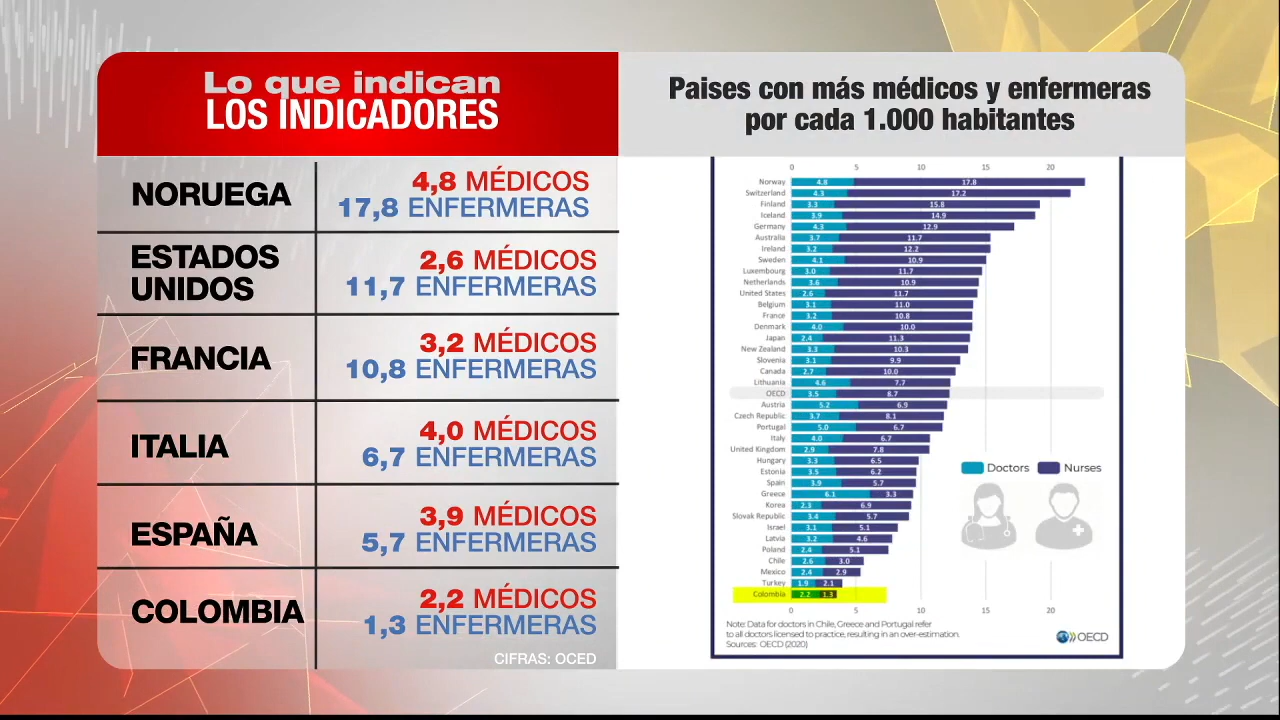 Lo que indican
LOS INDICADORES
NORUEGA
4,8 MÉDICOS
17,8 ENFERMERAS
ESTADOS
UNIDOS
2,6 MÉDICOS
11,7 ENFERMERAS
FRANCIA
3,2 MÉDICOS
10,8 ENFERMERAS
ITALIA
4,0 MÉDICOS
6,7 ENFERMERAS
ESPAÑA
3,9 MÉDICOS
5,7 ENFERMERAS
COLOMBIA
2,2 MÉDICOS
1,3 ENFERMERAS
CIFRAS: OCED
Paises con más médicos y enfermeras
por cada 1.000 habitantes
0 5 10 15 20
Norway 4.8 17.8
Switzerland 4.3 17.2
Finland 3.3 15.8
Iceland 3.9 14.9
Germany 4.3 12.9
Australia 3.7 11.7
Ireland 3.2 12.2
Sweden 4.1 10.9
Luxembourg 3.0 11.7
Netherlands 3.6 10.9
United States 2.6 11.7
Belgium 3.1 11.0
France 3.2 10.8
Denmark 4.0 10.0
Japan 2.4 11.3
New Zealand 3.3 10.3
Slovenia 3.1 9.9
Canada 2.7 10.0
Lithuania 4.6 7.7
OECD 3.5 8.7
Austria 5.2 6.9
Czech Republic 3.7 8.1
Portugal 5.0 6.7
Italy 4.0 6.7
United Kingdom 2.9 7.8
Hungary 3.3 6.5
Estonia 3.5 6.2
Spain 3.9 5.7
Greece 6.1 3.3
Korea 2.3 6.9
Slovak Republic 3.4 5.7
Israel 3.1 5.1
Latvia 3.2 4.6
Poland 2.4 5.1
Chile 2.6 3.0
Mexico 2.4 2.9
Turkey 1.9 2.1
Colombia 2.2 1.3
0 5 10 15 20
Doctors Nurses
Note: Data for doctors in Chile, Greece and Portugal refer
to all doctors licensed to practice, resulting in an over-estimation.
Sources: OECD (2020)
OECD